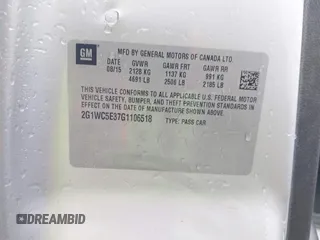 GM
MFD BY GENERAL MOTORS OF CANADA LTD.
DATE GVWR GAWR FRT GAWR RR
09/15 2128 KG 1137 KG 991 KG
4691 LB 2506 LB 2185 LB
THIS VEHICLE CONFORMS TO ALL APPLICABLE U.S. FEDERAL MOTOR
VEHICLE SAFETY, BUMPER, AND THEFT PREVENTION STANDARDS
IN EFFECT ON THE DATE OF MANUFACTURE SHOWN ABOVE.
2G1WC5E37G1106518
TYPE: PASS CAR
DREAMBID